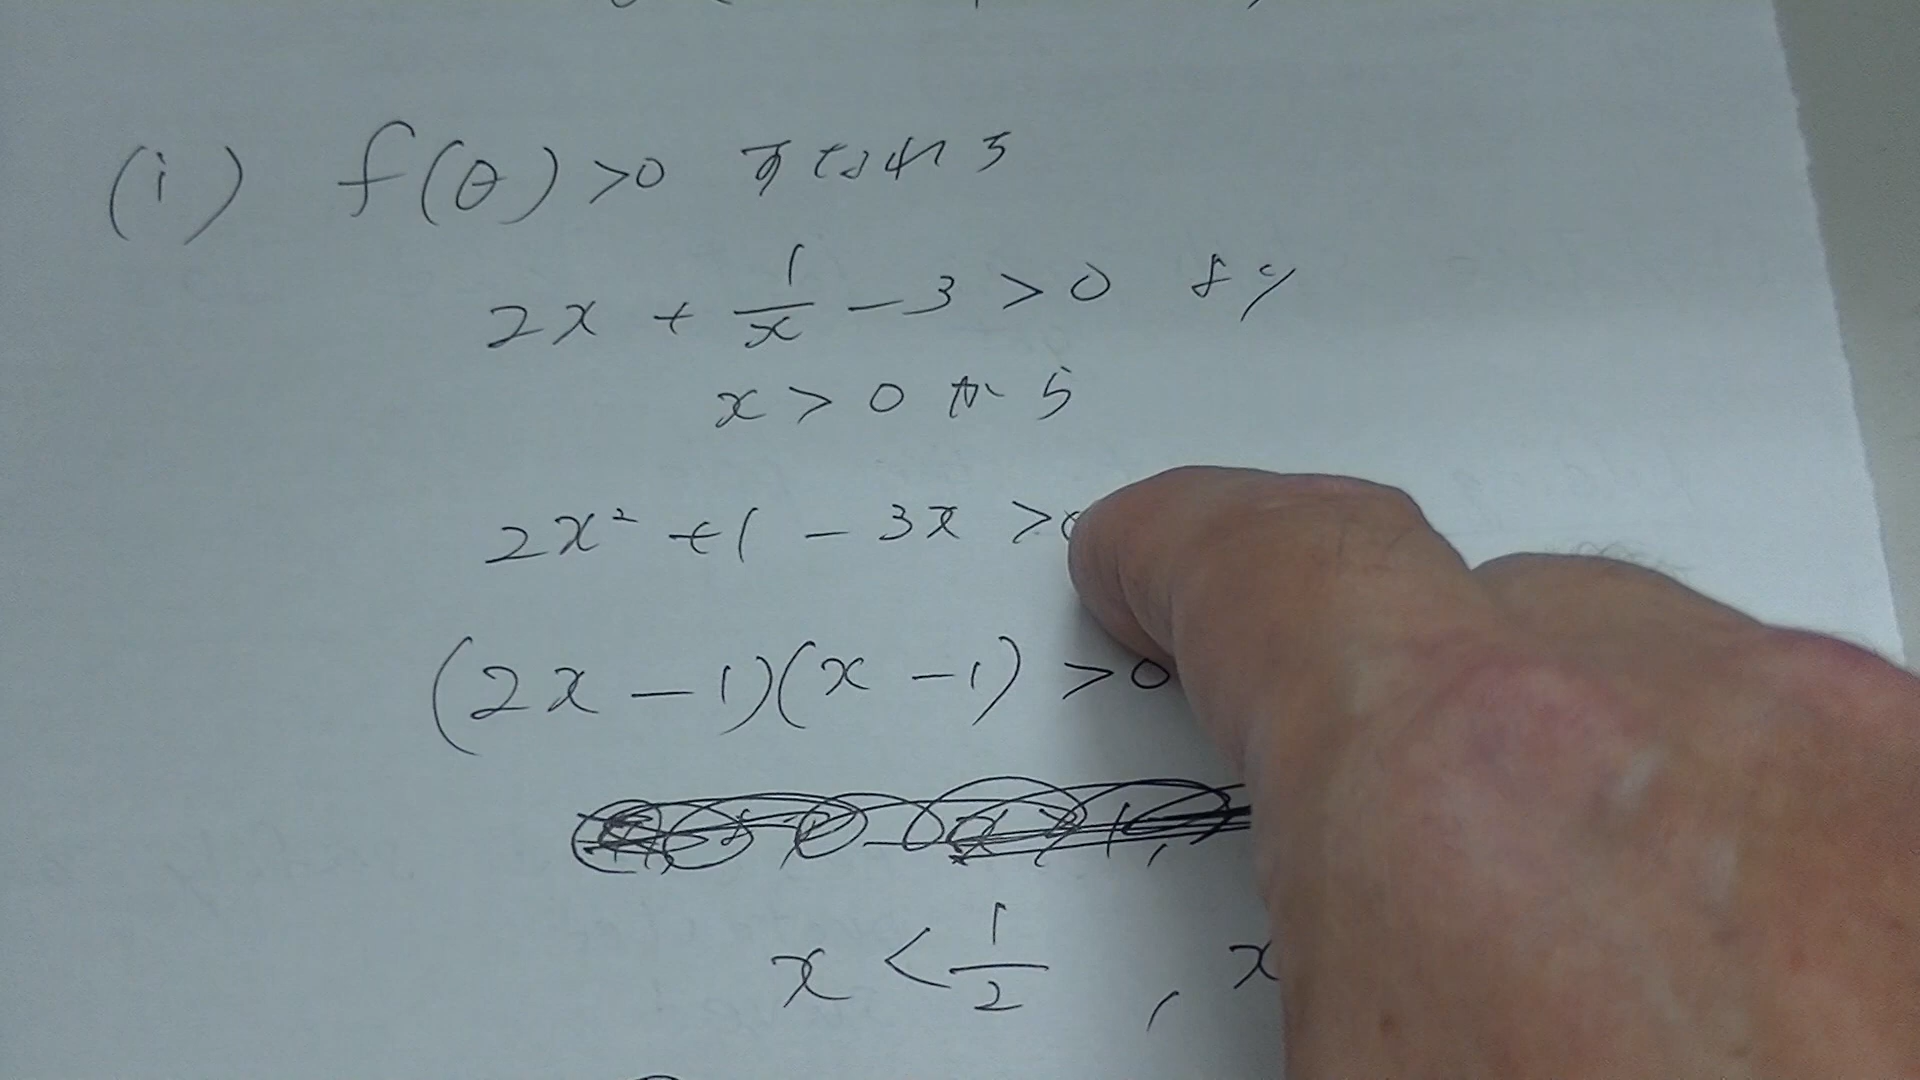 (i) f(θ)>0 すなわち
2x + 1/x - 3 > 0 より
x > 0 から
2x² + 1 - 3x >
(2x - 1)(x - 1) > 0
x < 1/2 , x